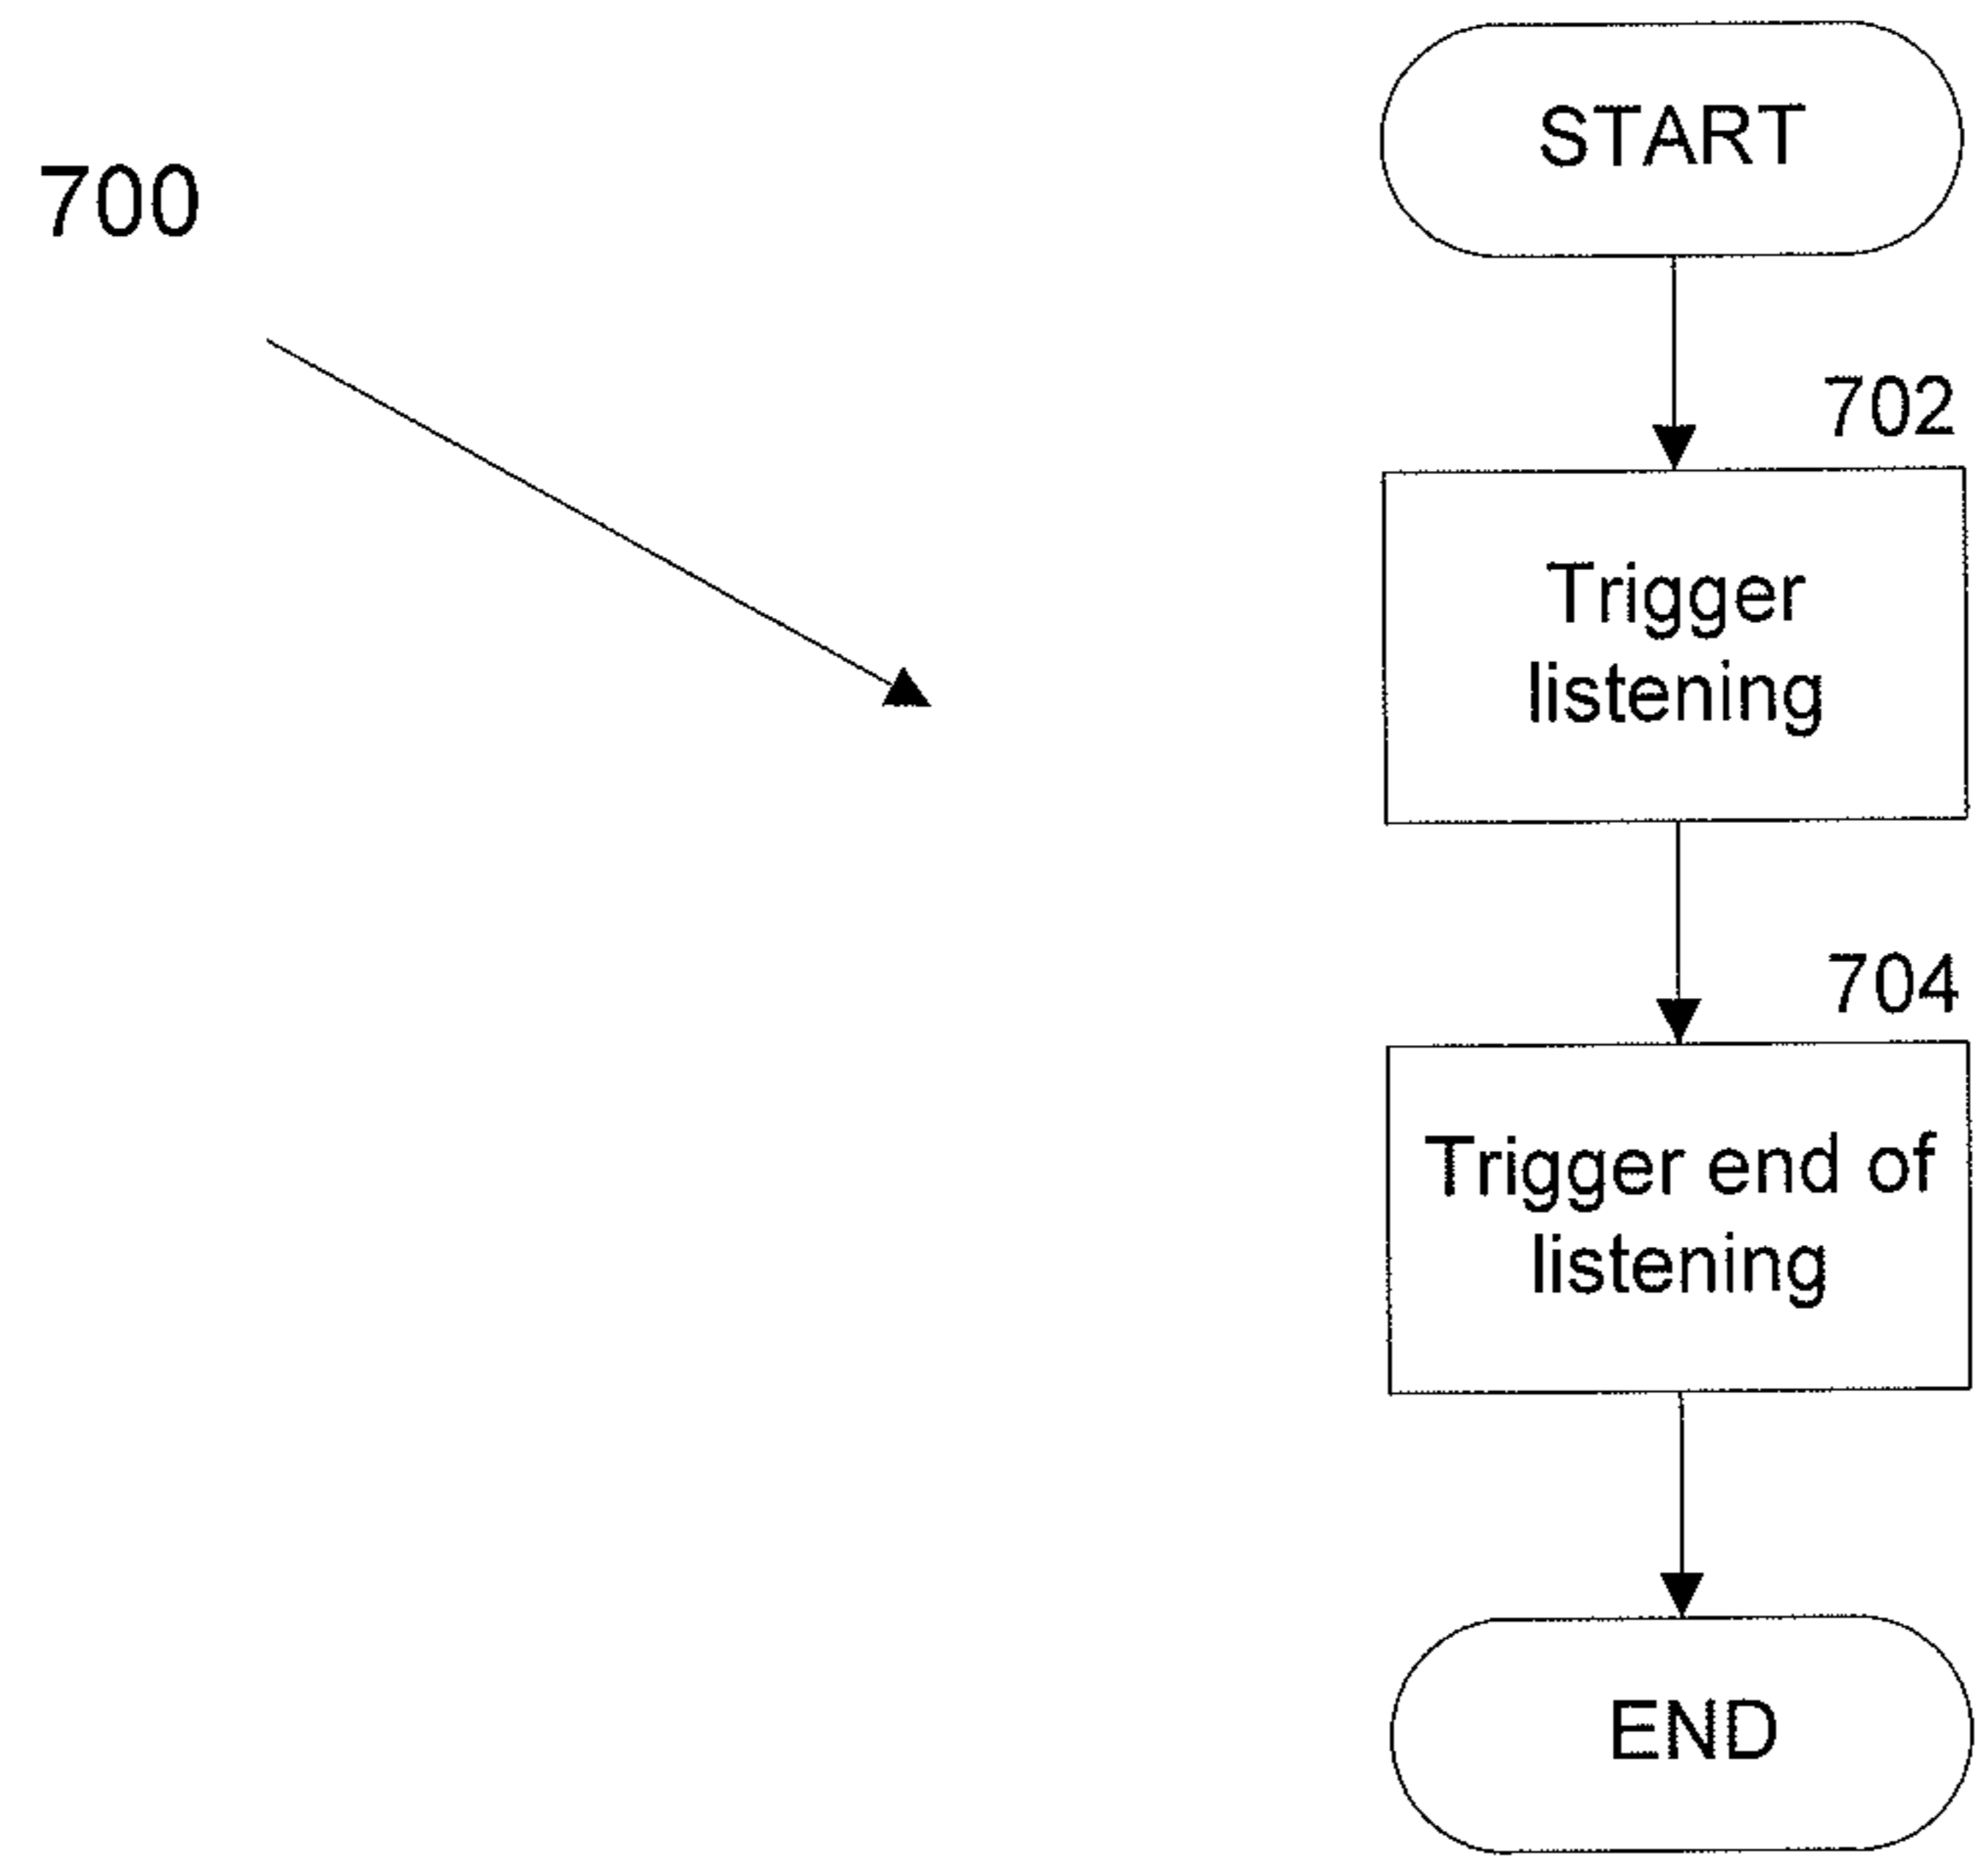 START
700
702
Trigger
listening
704
Trigger end of
listening
END